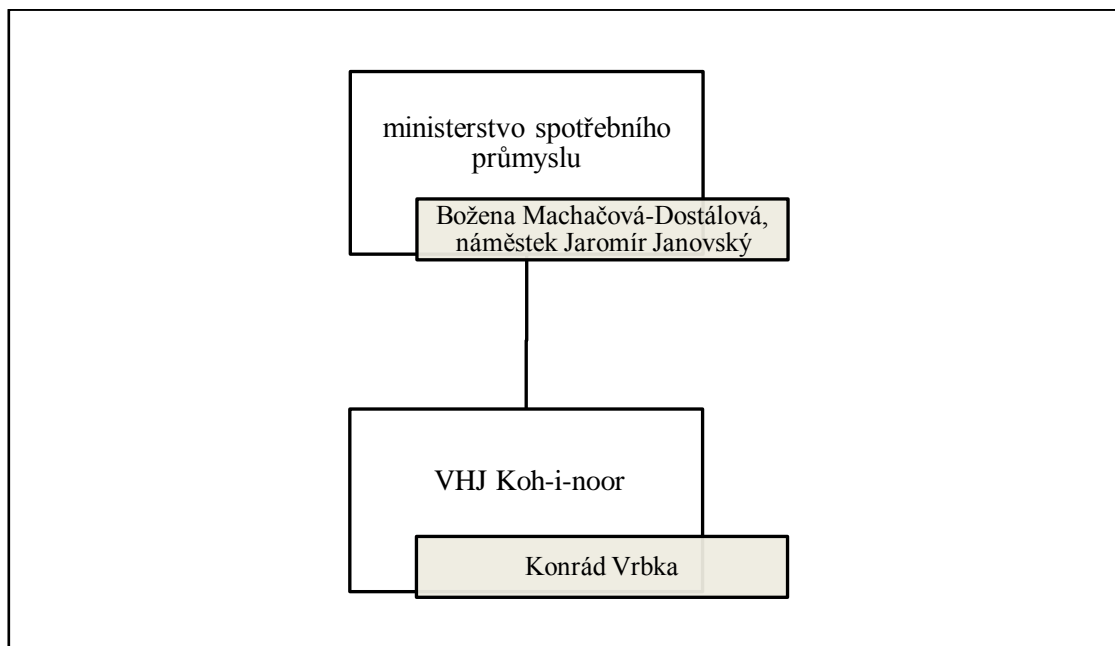 ministerstvo spotřebního
průmyslu
Božena Machačová-Dostálová,
náměstek Jaromír Janovský
VHJ Koh-i-noor
Konrád Vrbka